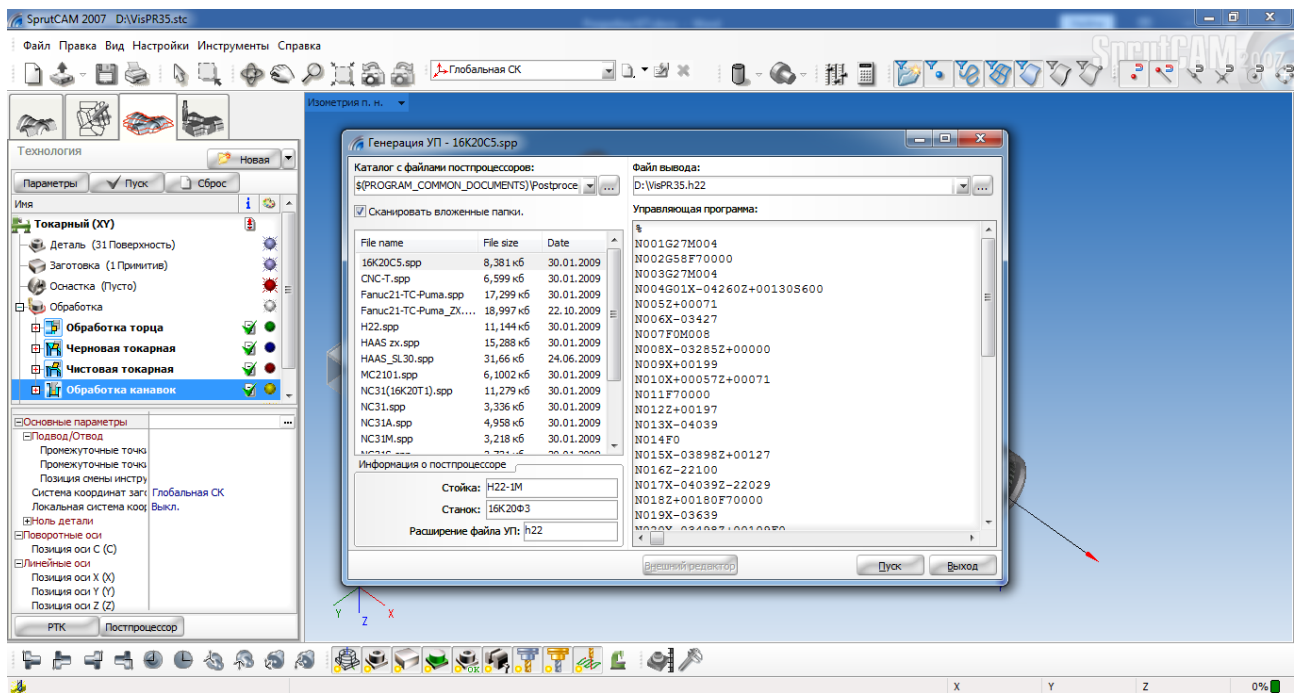 SprutCAM 2007 D:\VisPR35.stc
Файл Правка Вид Настройки Инструменты Справка
SprutCAM 2007
Глобальная СК
Изометрия п. н.
Технология
Новая
Параметры Пуск Сброс
Имя
Токарный (XY)
Деталь (31 Поверхность)
Заготовка (1 Примитив)
Оснастка (Пусто)
Обработка
Обработка торца
Черновая токарная
Чистовая токарная
Обработка канавок
Основные параметры
Подвод/Отвод
Промежуточные точки
Промежуточные точки
Позиция смены инстру
Система координат заг Глобальная СК
Локальная система коор Выкл.
Ноль детали
Поворотные оси
Позиция оси C (C)
Линейные оси
Позиция оси X (X)
Позиция оси Y (Y)
Позиция оси Z (Z)
РТК Постпроцессор
Генерация УП - 16K20C5.spp
Каталог с файлами постпроцессоров:
$(PROGRAM_COMMON_DOCUMENTS)\Postproce
Сканировать вложенные папки.
File name File size Date
16K20C5.spp 8,381 кб 30.01.2009
CNC-T.spp 6,599 кб 30.01.2009
Fanuc21-TC-Puma.spp 17,299 кб 30.01.2009
Fanuc21-TC-Puma_ZX.... 18,997 кб 22.10.2009
H22.spp 11,144 кб 30.01.2009
HAAS zx.spp 15,288 кб 30.01.2009
HAAS_SL30.spp 31,66 кб 24.06.2009
MC2101.spp 6,1002 кб 30.01.2009
NC31(16K20T1).spp 11,279 кб 30.01.2009
NC31.spp 3,336 кб 30.01.2009
NC31A.spp 4,958 кб 30.01.2009
NC31M.spp 3,218 кб 30.01.2009
Информация о постпроцессоре
Стойка: H22-1M
Станок: 16K20Ф3
Расширение файла УП: h22
Файл вывода:
D:\VisPR35.h22
Управляющая программа:
%
N001G27M004
N002G58F70000
N003G27M004
N004G01X-04260Z+00130S600
N005Z+00071
N006X-03427
N007F0M008
N008X-03285Z+00000
N009X+00199
N010X+00057Z+00071
N011F70000
N012Z+00197
N013X-04039
N014F0
N015X-03898Z+00127
N016Z-22100
N017X-04039Z-22029
N018Z+00180F70000
N019X-03639
N020X-03498Z+00109F0
Внешний редактор Пуск Выход
Y Z X
X Y Z 0%